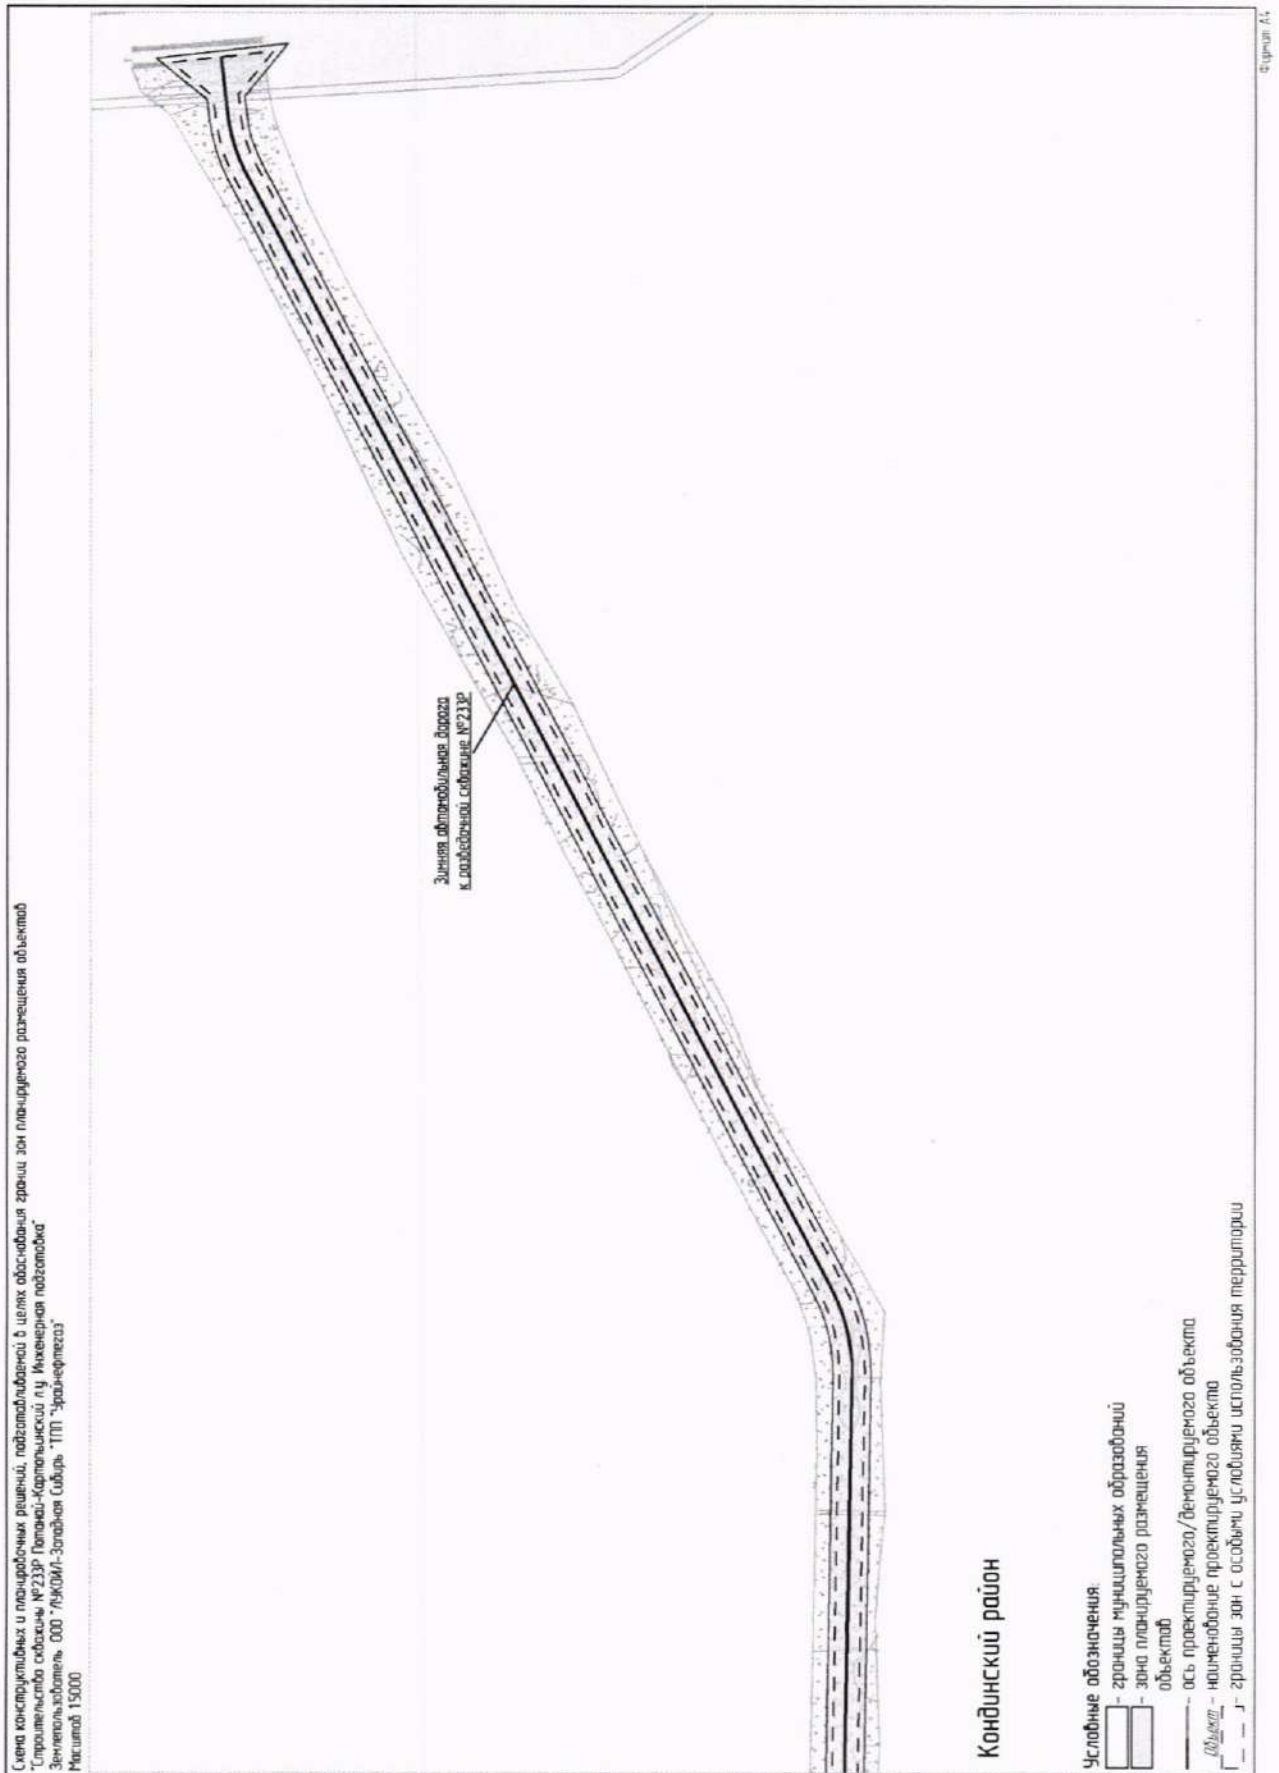 Схема конструктивных и планировочных решений, подготавливаемой в целях обоснования границ зон планируемого размещения объектов
"Строительство скважины №233Р Потанай-Картопьинский л.у. Инженерная подготовка"
Землепользователь: ООО "ЛУКОЙЛ-Западная Сибирь "ТПП "Урайнефтегаз"
Масштаб 1:5000
Зимняя автомобильная дорога
к разведочной скважине №233Р
Кондинский район
Условные обозначения:
- границы муниципальных образований
- зона планируемого размещения
объектов
- ось проектируемого/демонтируемого объекта
Объект - наименование проектируемого объекта
- границы зон с особыми условиями использования территории
Формат А4